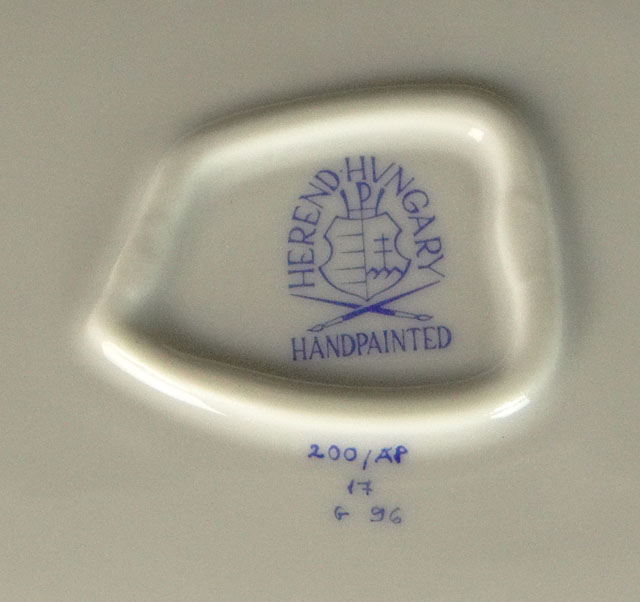 HEREND·HVNGARY
P
HANDPAINTED
200/AP
17
G 96